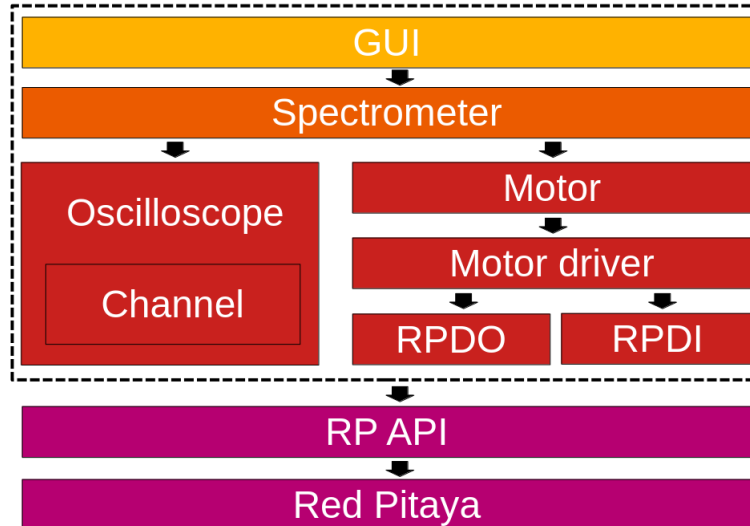 GUI
Spectrometer
Oscilloscope
Channel
Motor
Motor driver
RPDO
RPDI
RP API
Red Pitaya